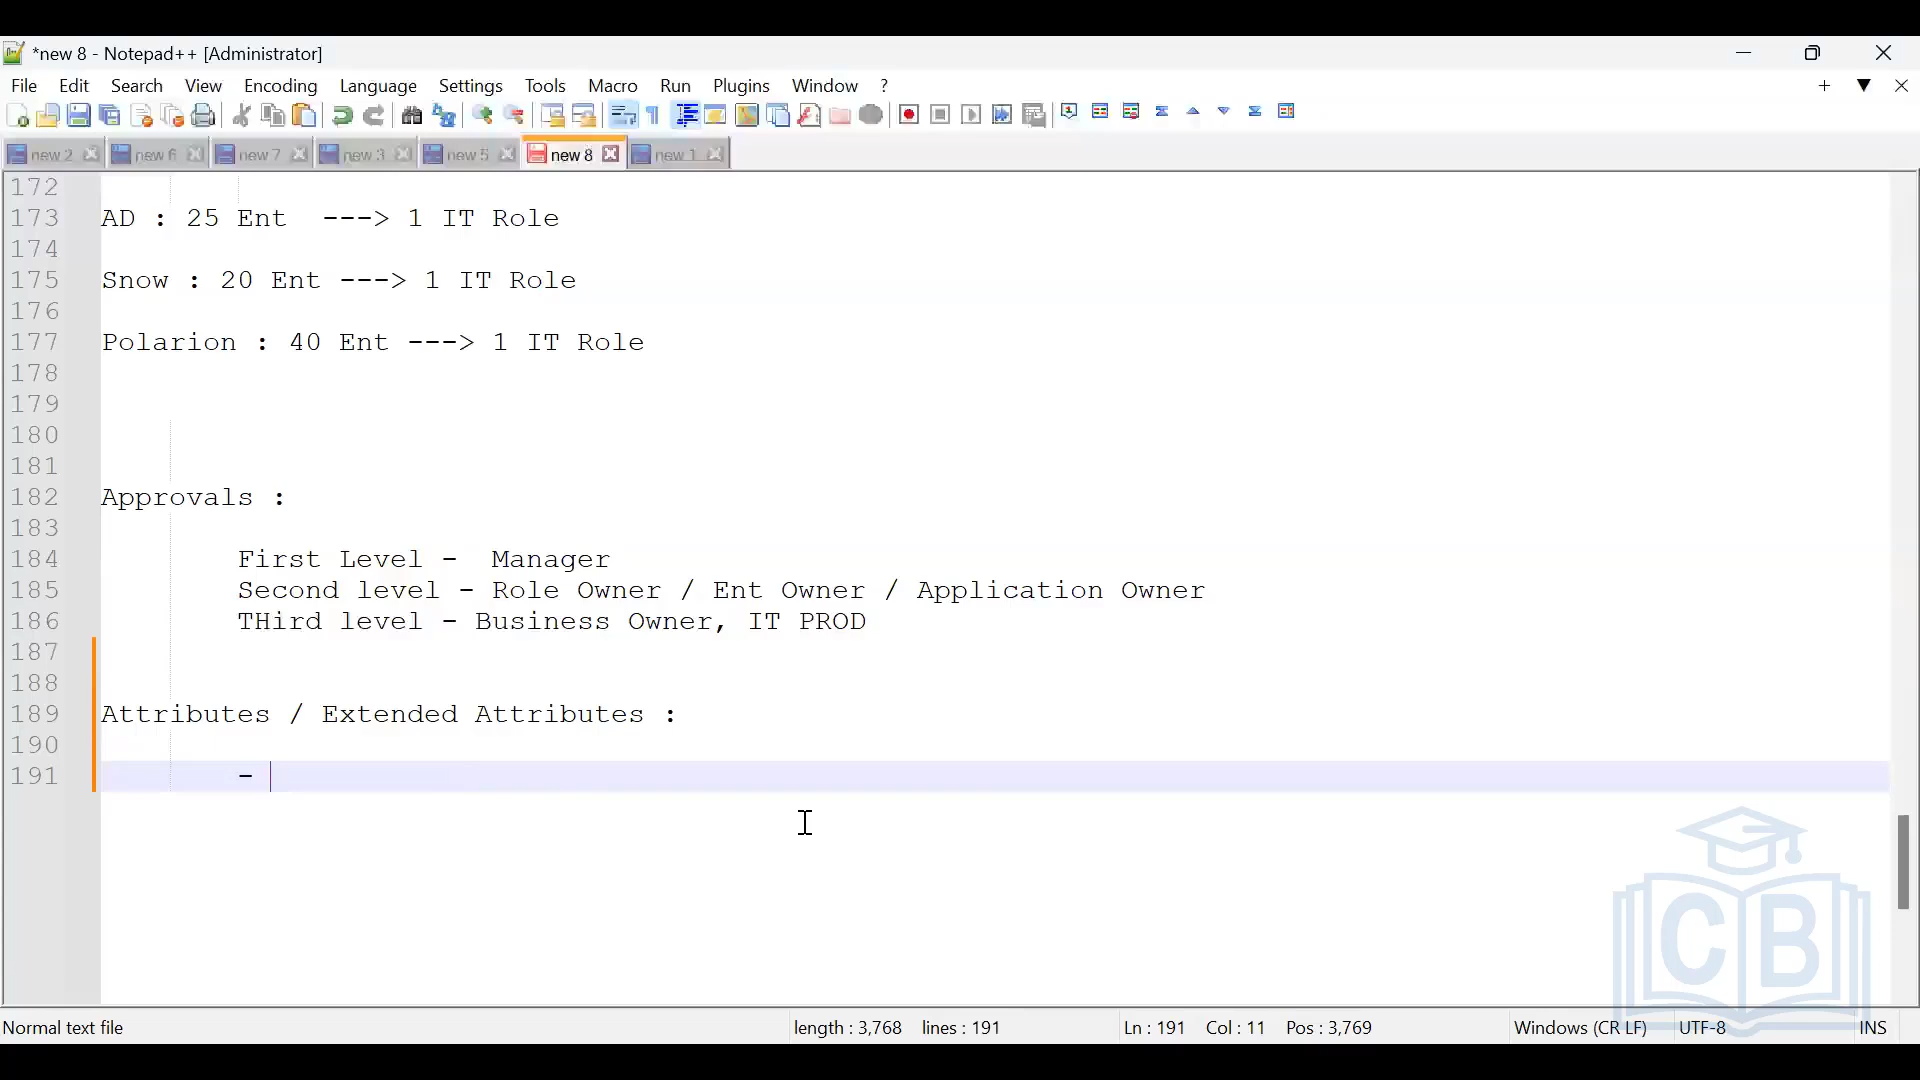 *new 8 - Notepad++ [Administrator]
File Edit Search View Encoding Language Settings Tools Macro Run Plugins Window ?
new 2 new 6 new 7 new 3 new 5 new 8 new 1
172
173 AD : 25 Ent ---> 1 IT Role
174
175 Snow : 20 Ent ---> 1 IT Role
176
177 Polarion : 40 Ent ---> 1 IT Role
178
179
180
181
182 Approvals :
183
184 First Level - Manager
185 Second level - Role Owner / Ent Owner / Application Owner
186 THird level - Business Owner, IT PROD
187
188
189 Attributes / Extended Attributes :
190
191 -
CB
Normal text file length : 3,768 lines : 191 Ln : 191 Col : 11 Pos : 3,769 Windows (CR LF) UTF-8 INS